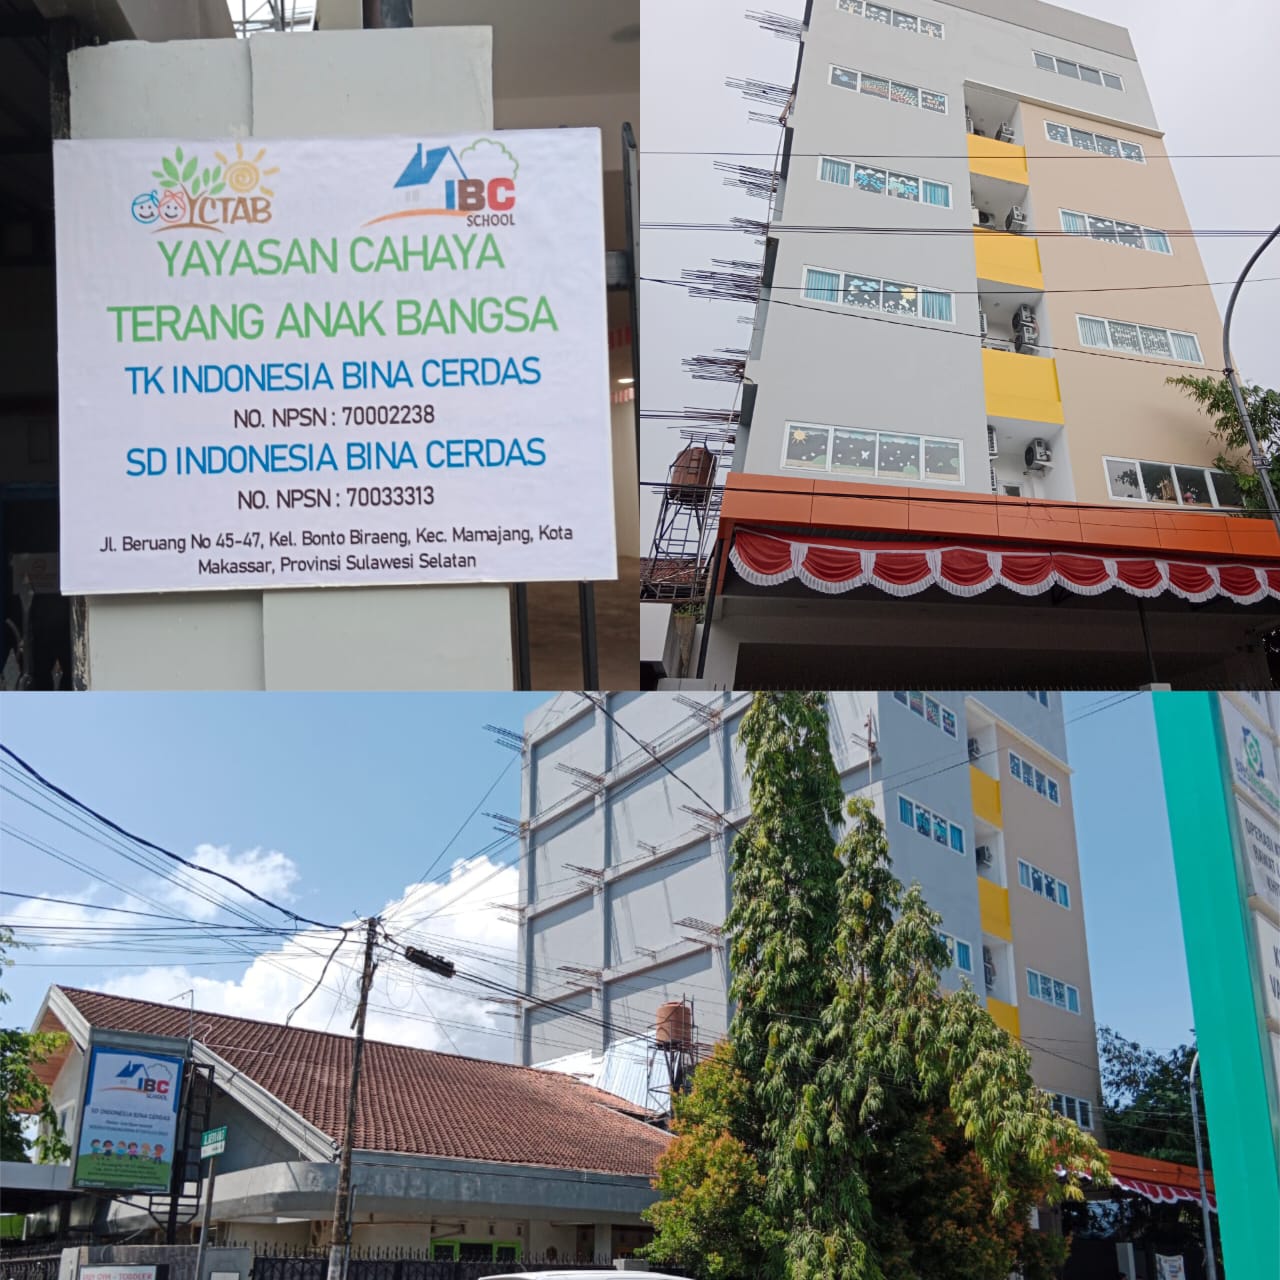 YCTAB
IBC
SCHOOL
YAYASAN CAHAYA
TERANG ANAK BANGSA
TK INDONESIA BINA CERDAS
NO. NPSN : 70002238
SD INDONESIA BINA CERDAS
NO. NPSN : 70033313
Jl. Beruang No 45-47, Kel. Bonto Biraeng, Kec. Mamajang, Kota
Makassar, Provinsi Sulawesi Selatan
IBC
SCHOOL
SD INDONESIA BINA CERDAS
OPERASI